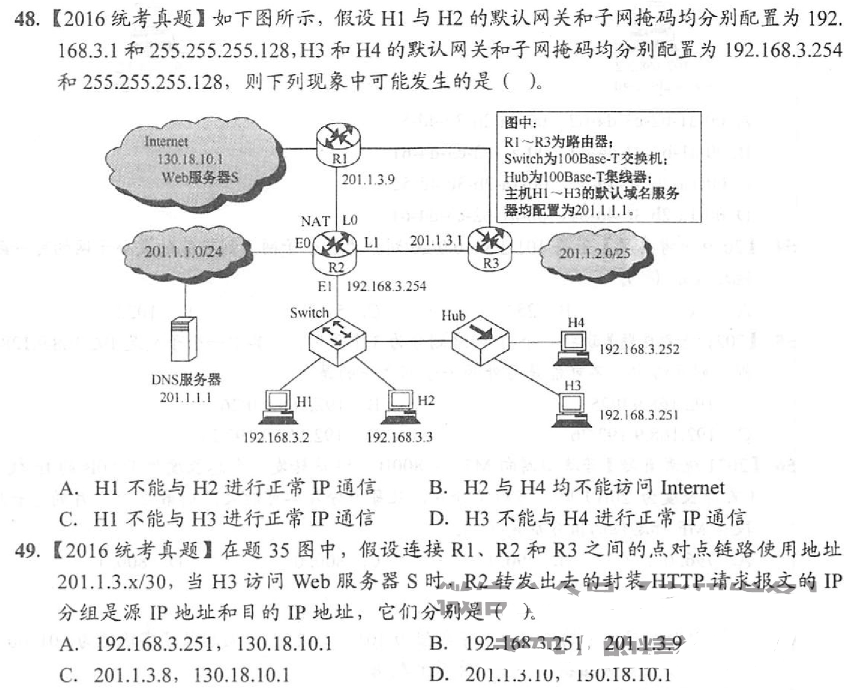 48.【2016 统考真题】如下图所示，假设 H1 与 H2 的默认网关和子网掩码均分别配置为 192.
168.3.1 和 255.255.255.128，H3 和 H4 的默认网关和子网掩码均分别配置为 192.168.3.254
和 255.255.255.128，则下列现象中可能发生的是（ ）。
图中：
R1～R3为路由器；
Switch为100Base-T交换机；
Hub为100Base-T集线器；
主机H1～H3的默认域名服务
器均配置为201.1.1.1。
Internet
130.18.10.1
Web服务器S
R1
201.1.3.9
NAT
L0
201.1.1.0/24
E0
L1
201.1.3.1
R2
R3
201.1.2.0/25
E1
192.168.3.254
Switch
Hub
H4
192.168.3.252
DNS服务器
201.1.1.1
H1
H2
H3
192.168.3.251
192.168.3.2
192.168.3.3
A. H1 不能与 H2 进行正常 IP 通信 B. H2 与 H4 均不能访问 Internet
C. H1 不能与 H3 进行正常 IP 通信 D. H3 不能与 H4 进行正常 IP 通信
49.【2016 统考真题】在题 35 图中，假设连接 R1、R2 和 R3 之间的点对点链路使用地址
201.1.3.x/30，当 H3 访问 Web 服务器 S 时，R2 转发出去的封装 HTTP 请求报文的 IP
分组是源 IP 地址和目的 IP 地址，它们分别是（ ）。
A. 192.168.3.251，130.18.10.1 B. 192.168.3.251，201.1.3.9
C. 201.1.3.8，130.18.10.1 D. 201.1.3.10，130.18.10.1